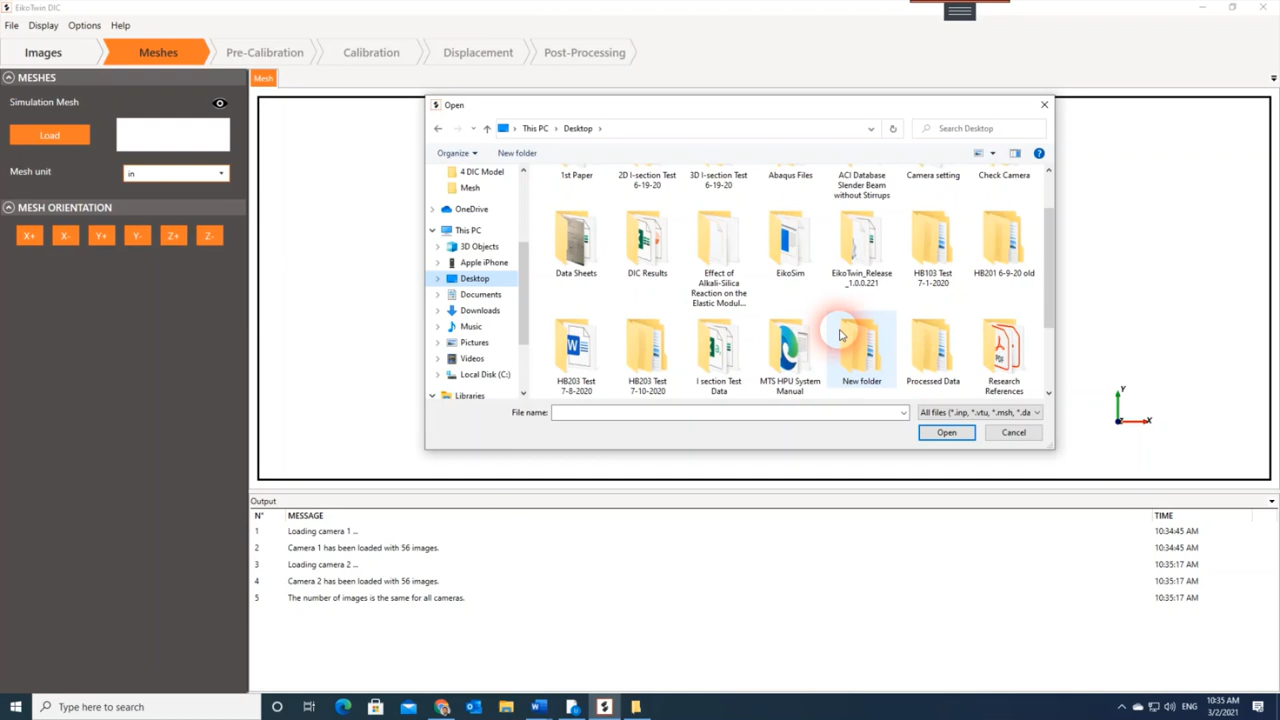 EikoTwin DIC
File Display Options Help
Images Meshes Pre-Calibration Calibration Displacement Post-Processing
MESHES
Simulation Mesh
Load
Mesh unit in
MESH ORIENTATION
X+ X- Y+ Y- Z+ Z-
Mesh
Open
This PC Desktop
Search Desktop
Organize New folder
4 DIC Model
Mesh
OneDrive
This PC
3D Objects
Apple iPhone
Desktop
Documents
Downloads
Music
Pictures
Videos
Local Disk (C:)
Libraries
1st Paper
2D I-section Test
6-19-20
3D I-section Test
6-19-20
Abaqus Files
ACI Database
Slender Beam
without Stirrups
Camera setting
Check Camera
Data Sheets
DIC Results
Effect of
Alkali-Silica
Reaction on the
Elastic Modul...
EikoSim
EikoTwin_Release
_1.0.0.221
HB103 Test
7-1-2020
HB201 6-9-20 old
HB203 Test
7-8-2020
HB203 Test
7-10-2020
I section Test
Data
MTS HPU System
Manual
New folder
Processed Data
Research
References
File name:
All files (*.inp, *.vtu, *.msh, *.da
Open Cancel
Y
X
Output
N° MESSAGE TIME
1 Loading camera 1 ... 10:34:45 AM
2 Camera 1 has been loaded with 56 images. 10:34:45 AM
3 Loading camera 2 ... 10:35:17 AM
4 Camera 2 has been loaded with 56 images. 10:35:17 AM
5 The number of images is the same for all cameras. 10:35:17 AM
Type here to search
ENG
10:35 AM
3/2/2021